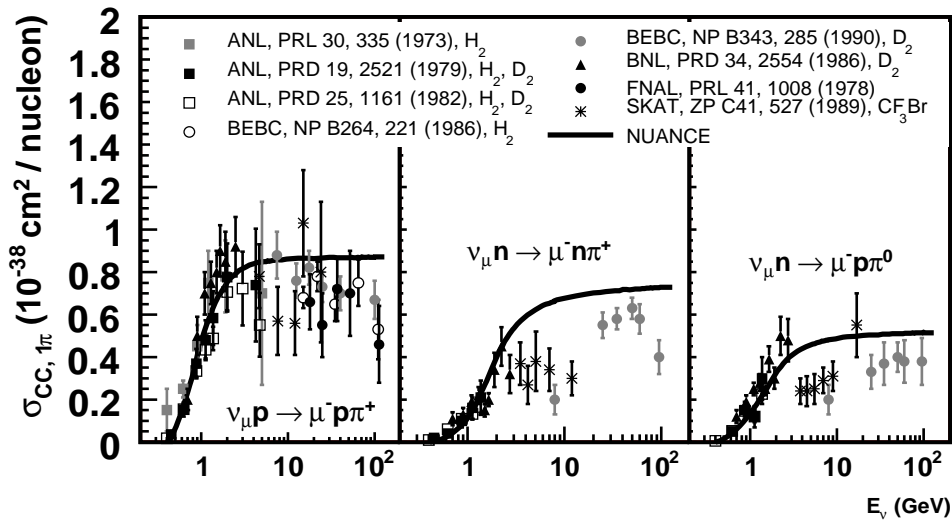 σCC, 1π (10⁻³⁸ cm² / nucleon)
2
1.8
1.6
1.4
1.2
1
0.8
0.6
0.4
0.2
0
ANL, PRL 30, 335 (1973), H₂
ANL, PRD 19, 2521 (1979), H₂, D₂
ANL, PRD 25, 1161 (1982), H₂, D₂
BEBC, NP B264, 221 (1986), H₂
BEBC, NP B343, 285 (1990), D₂
BNL, PRD 34, 2554 (1986), D₂
FNAL, PRL 41, 1008 (1978)
SKAT, ZP C41, 527 (1989), CF₃Br
NUANCE
νμp → μ⁻pπ⁺
νμn → μ⁻nπ⁺
νμn → μ⁻pπ⁰
1 10 10²
1 10 10²
1 10 10²
Eν (GeV)